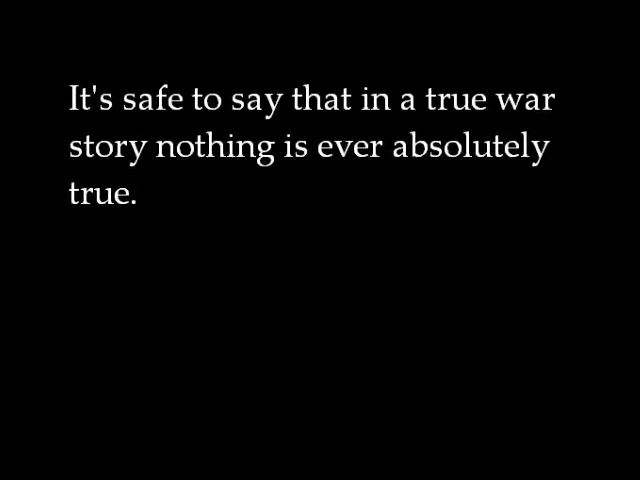 It's safe to say that in a true war
story nothing is ever absolutely
true.